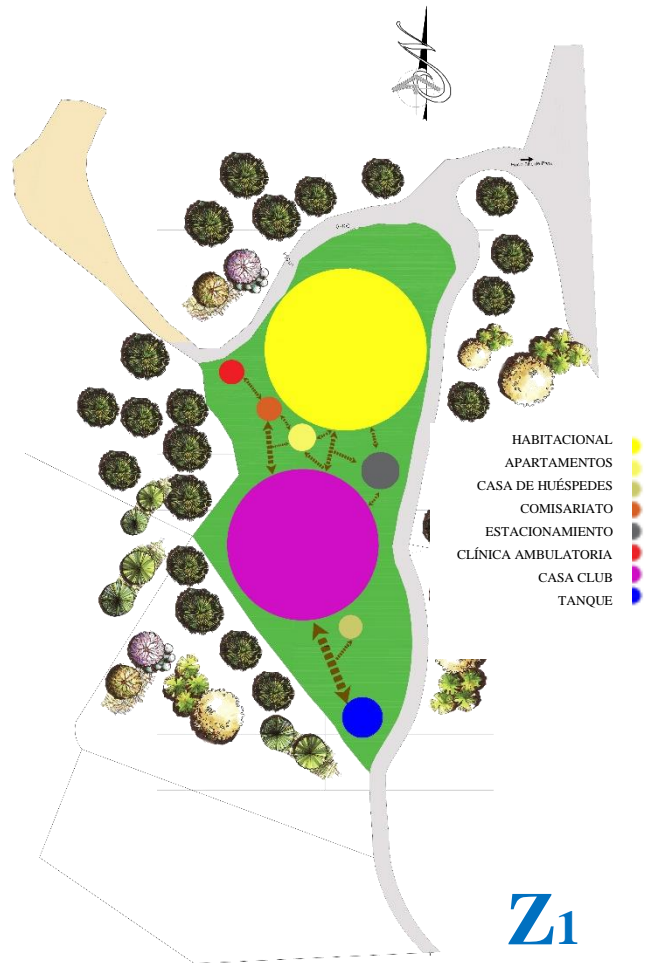 HABITACIONAL
APARTAMENTOS
CASA DE HUÉSPEDES
COMISARIATO
ESTACIONAMIENTO
CLÍNICA AMBULATORIA
CASA CLUB
TANQUE
Z1